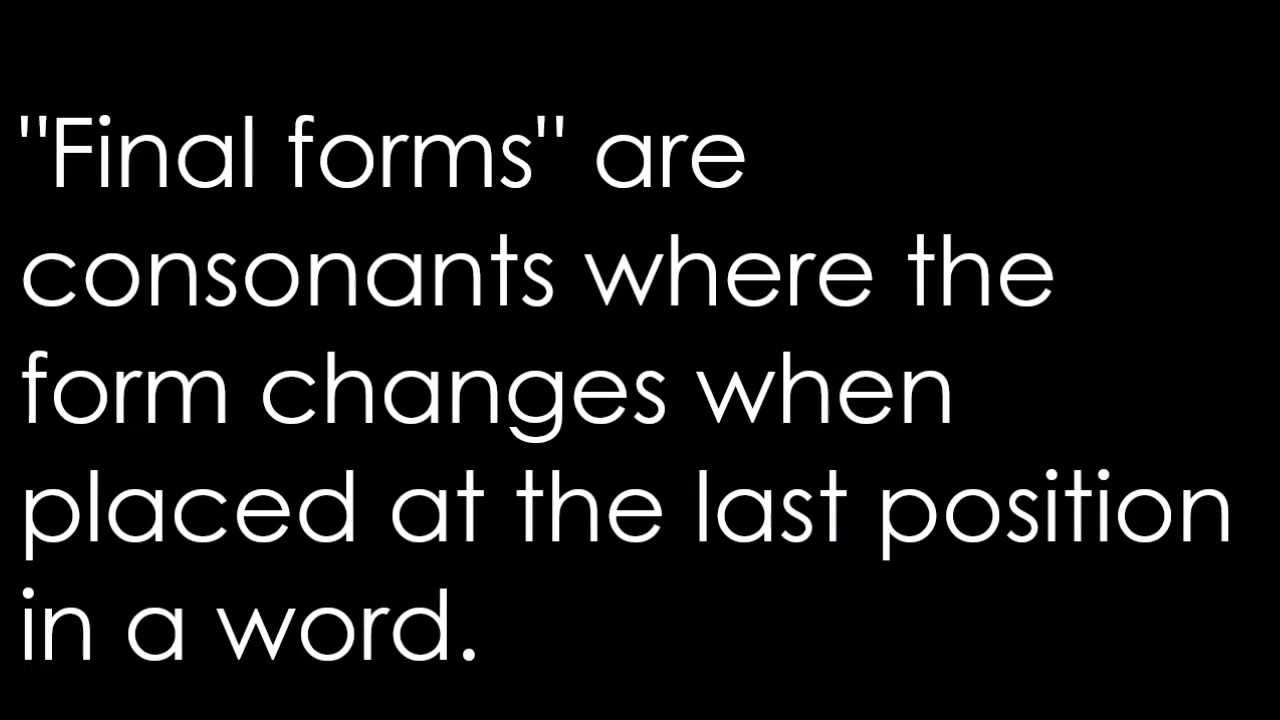 "Final forms" are
consonants where the
form changes when
placed at the last position
in a word.